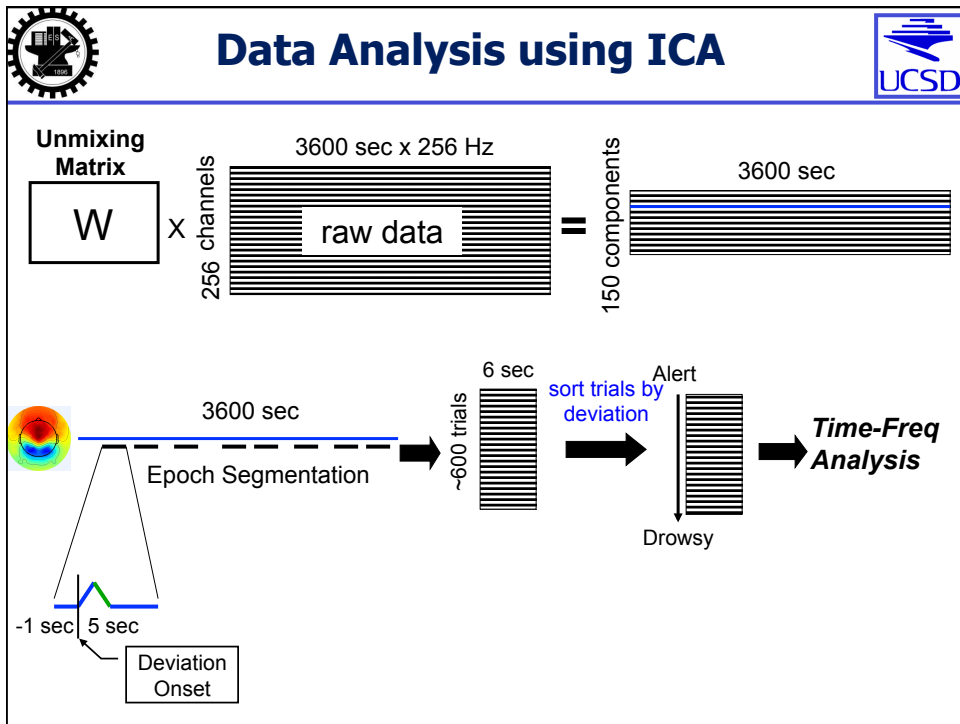 Data Analysis using ICA
ES
1896
UCSD
Unmixing
Matrix
W
X
256 channels
3600 sec x 256 Hz
raw data
=
150 components
3600 sec
3600 sec
Epoch Segmentation
~600 trials
6 sec
sort trials by
deviation
Alert
Drowsy
Time-Freq
Analysis
-1 sec
5 sec
Deviation
Onset